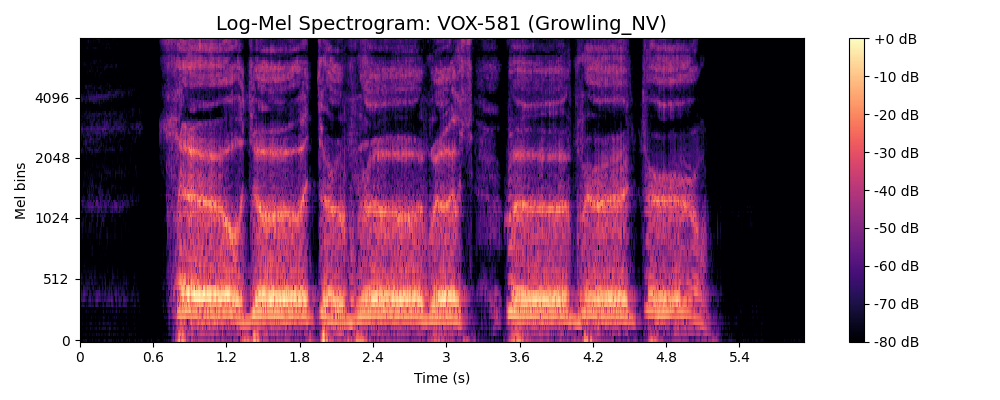 Log-Mel Spectrogram: VOX-581 (Growling_NV)
Mel bins
4096
2048
1024
512
0
0
0.6
1.2
1.8
2.4
3
3.6
4.2
4.8
5.4
Time (s)
+0 dB
-10 dB
-20 dB
-30 dB
-40 dB
-50 dB
-60 dB
-70 dB
-80 dB